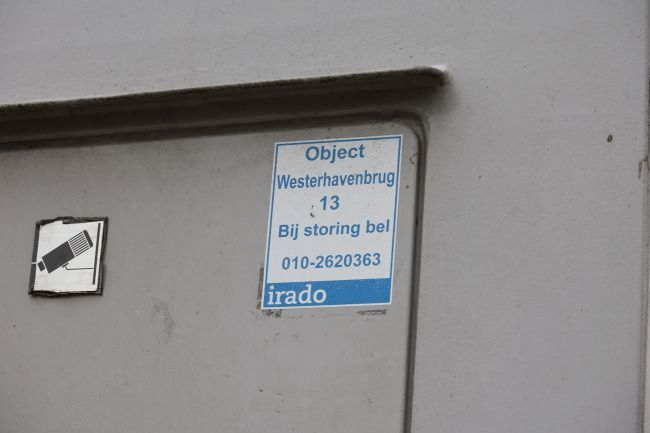 Object
Westerhavenbrug
13
Bij storing bel
010-2620363
irado